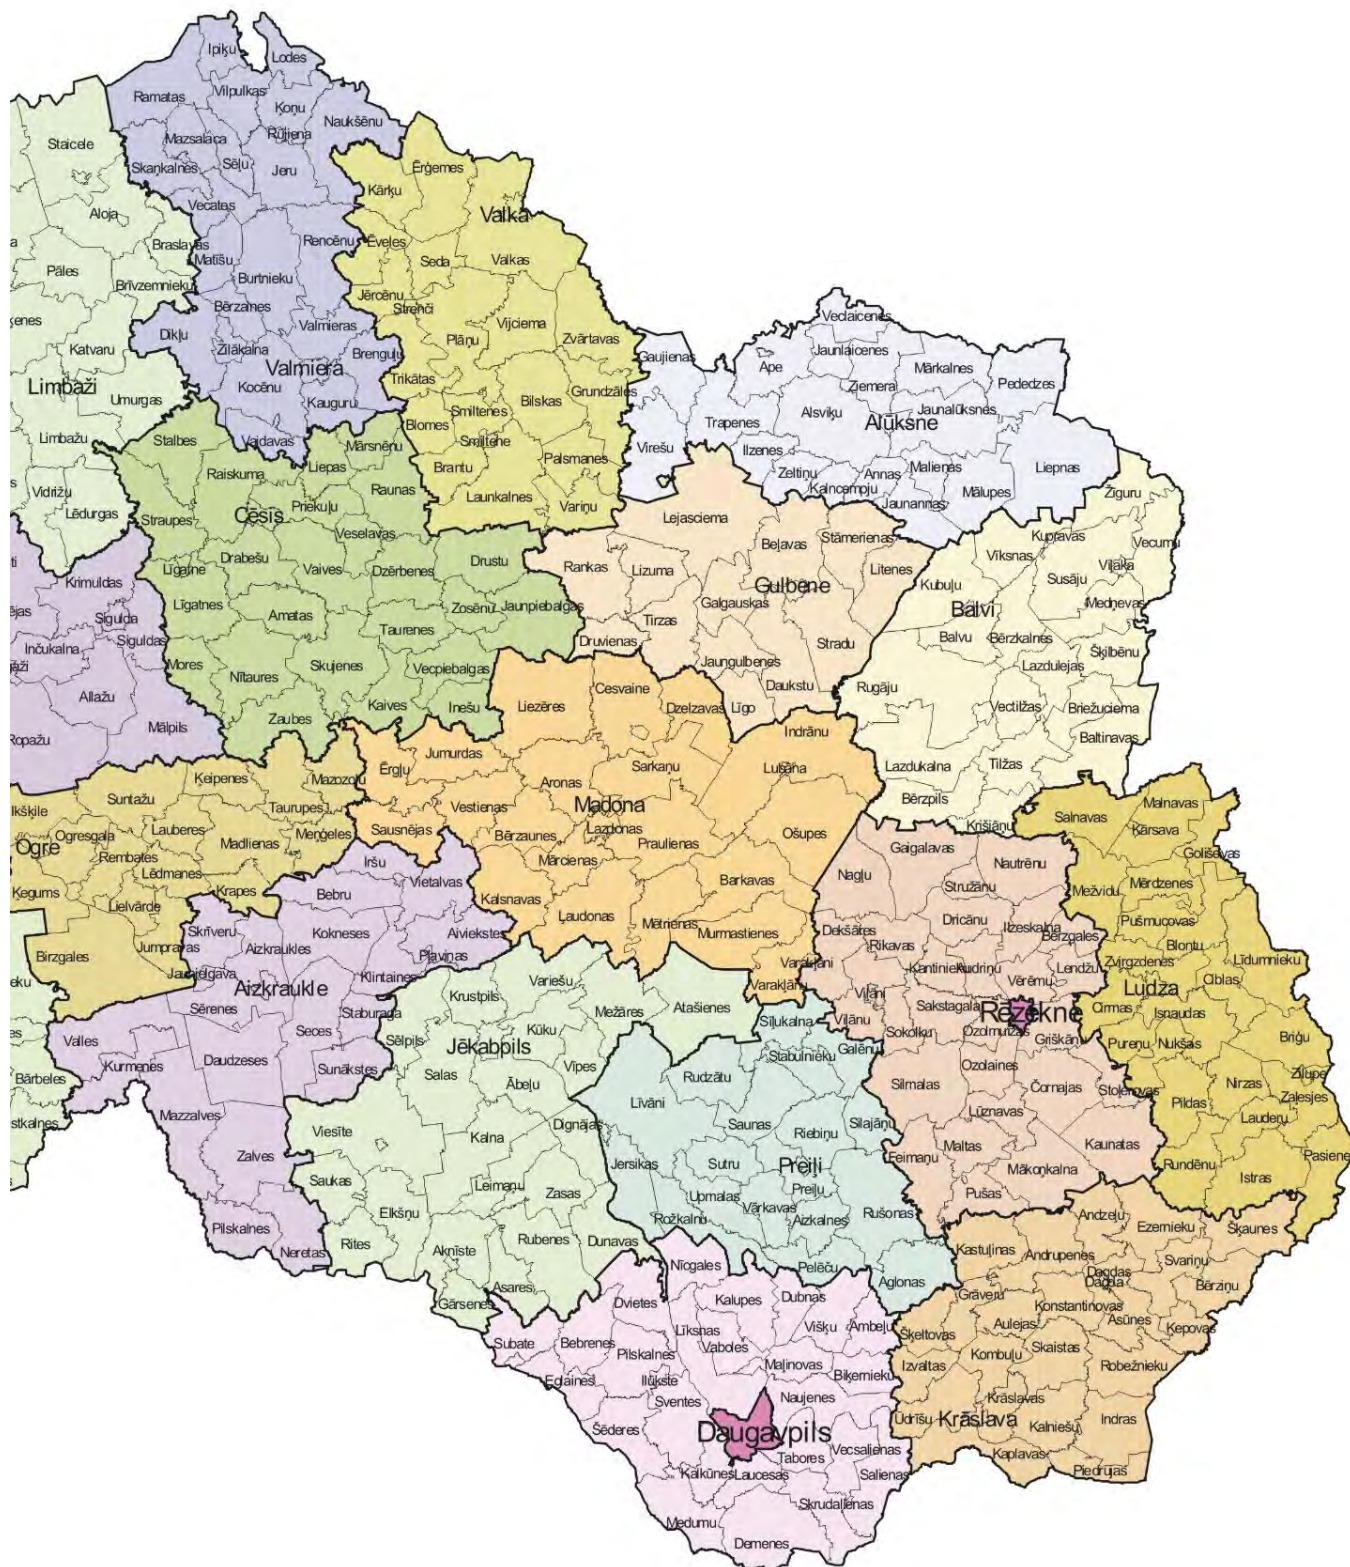 Ipiķu
Lodes
Ramatas
Vilpulkas
Ķoņu
Naukšēnu
Staicele
Mazsalaca
Rūjiena
Skaņkalnes
Sēļu
Jeru
Ērģemes
Kārķu
Vecates
Aloja
Valka
Braslavas
Matīšu
Rencēnu
Ēveles
Seda
Valkas
Pāles
Brīvzemnieku
Burtnieku
Bērzaines
Jērcēnu
Strenči
Vijciema
Veclaicenes
Dikļu
Zilākalna
Valmieras
Plāņu
Zvārtavas
Katvaru
Valmiera
Brenguļu
Gaujienas
Ape
Jaunlaicenes
Mārkalnes
Limbaži
Umurgas
Kocēnu
Kauguru
Trikātas
Bilskas
Grundzāles
Ziemera
Pededzes
Smiltenes
Trapenes
Alsviķu
Jaunalūksnes
Alūksne
Limbažu
Stalbes
Vaidavas
Mārsnēnu
Blomes
Smiltene
Virešu
Ilzenes
Raiskuma
Liepas
Brantu
Palsmanes
Zeltiņu
Annas
Malienas
Liepnas
Vidrižu
Raunas
Kalncempju
Lēdurgas
Cēsis
Priekuļu
Launkalnes
Variņu
Jaunannas
Mālupes
Žīguru
Straupes
Veselavas
Lejasciema
Beļavas
Stāmerienas
Kupravas
Vecumu
Līgatne
Drabešu
Vaives
Dzērbenes
Drustu
Rankas
Lizuma
Litenes
Vīksnas
Viļaka
Krimuldas
Gulbene
Kubuļu
Susāju
Līgatnes
Amatas
Zosēnu
Jaunpiebalgas
Galgauskas
Balvi
Medņevas
Sigulda
Siguldas
Taurenes
Tirzas
Inčukalna
Druvienas
Stradu
Balvu
Bērzkalnes
Šķilbēnu
Mores
Skujenes
Vecpiebalgas
Jaungulbenes
Lazdulejas
Allažu
Nītaures
Cesvaine
Daukstu
Rugāju
Kaives
Inešu
Liezēres
Dzelzavas
Līgo
Vectilžas
Briežuciema
Mālpils
Zaubes
Indrānu
Baltinavas
Ropažu
Jumurdas
Ērgļu
Sarkaņu
Lubāna
Lazdukalna
Tilžas
Ķeipenes
Mazozolu
Aronas
Bērzpils
Ikšķile
Suntažu
Taurupes
Vestienas
Madona
Krišjāņu
Salnavas
Malnavas
Ogresgala
Lauberes
Meņģeles
Sausnējas
Bērzaunes
Lazdonas
Ošupes
Kārsava
Ogre
Rembates
Madlienas
Praulienas
Gaigalavas
Nautrēnu
Goliševas
Lēdmanes
Iršu
Mārcienas
Nagļu
Mērdzenes
Ķegums
Krapes
Bebru
Vietalvas
Barkavas
Stružānu
Mežvidu
Lielvārde
Kalsnavas
Pušmucovas
Skrīveru
Kokneses
Ļaudonas
Mētrienas
Dricānu
Ilzeskalna
Jumpravas
Aizkraukles
Aiviekstes
Murmastienes
Dekšāres
Rikavas
Bērzgales
Blontu
Birzgales
Pļaviņas
Zvirgzdenes
Līdumnieku
Jaunjelgava
Klintaines
Variešu
Varakļāni
Kantinieku
Audriņu
Lendžu
Aizkraukle
Krustpils
Atašienes
Varakļānu
Viļāni
Vērēmu
Ludza
Ciblas
Sērenes
Staburaga
Mežāres
Sīļukalna
Sakstagala
Rēzekne
Cirmas
Isnaudas
Seces
Kūku
Viļānu
Sokolku
Ozolmuižas
Griškānu
Valles
Sēlpils
Jēkabpils
Galēnu
Pureņu
Nukšas
Briģu
Kurmenes
Daudzeses
Stabulnieku
Sunākstes
Salas
Ābeļu
Vīpes
Rudzātu
Ozolaines
Zilupe
Bārbeles
Līvāni
Silmalas
Čornajas
Stoļerovas
Nirzas
Zaļesjes
Mazzalves
Viesīte
Dignājas
Saunas
Silajāņu
Lūznavas
Pildas
Lauderu
Kalna
Riebiņu
Kaunatas
Zalves
Jersikas
Feimaņu
Maltas
Pasienes
Saukas
Leimaņu
Sutru
Preiļi
Mākoņkalna
Rundēnu
Istras
Zasas
Upmalas
Preiļu
Pušas
Elkšņu
Vārkavas
Pilskalnes
Rožkalnu
Aizkalnes
Rušonas
Andzeļu
Ezernieku
Šķaunes
Neretas
Rites
Aknīste
Rubenes
Dunavas
Kastuļinas
Andrupenes
Svariņu
Nīcgales
Pelēču
Aglonas
Dagdas
Dagda
Asares
Bērziņu
Gārsenes
Dvietes
Kalupes
Dubnas
Grāveru
Konstantinovas
Līksnas
Višķu
Ambeļu
Aulejas
Asūnes
Ķepovas
Subate
Bebrenes
Pilskalnes
Vaboles
Šķeltovas
Skaistas
Maļinovas
Izvaltas
Kombuļu
Robežnieku
Eglaines
Ilūkste
Biķernieku
Sventes
Naujenes
Krāslavas
Šēderes
Ūdrīšu
Krāslava
Indras
Daugavpils
Kalniešu
Vecsalienas
Tabores
Kaplavas
Kalkūnes
Laucesas
Salienas
Piedrujas
Skrudalienas
Medumu
Demenes